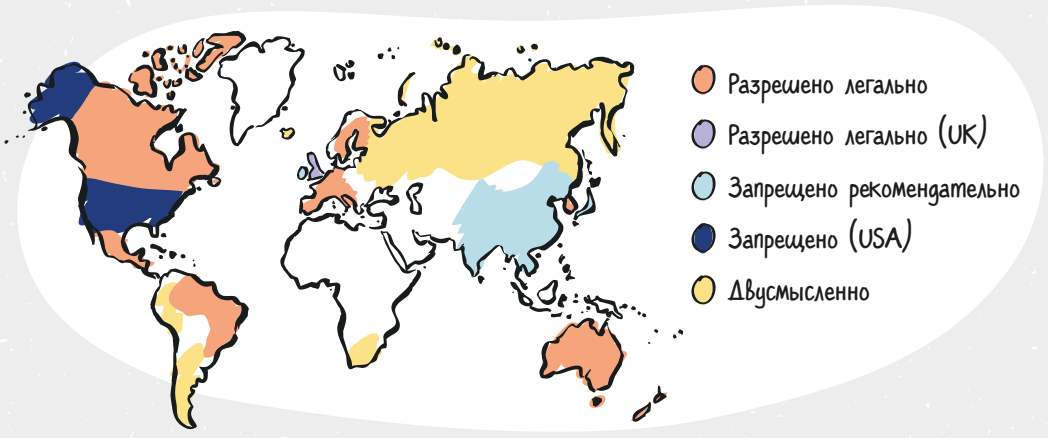 Разрешено легально
Разрешено легально (UK)
Запрещено рекомендательно
Запрещено (USA)
Двусмысленно